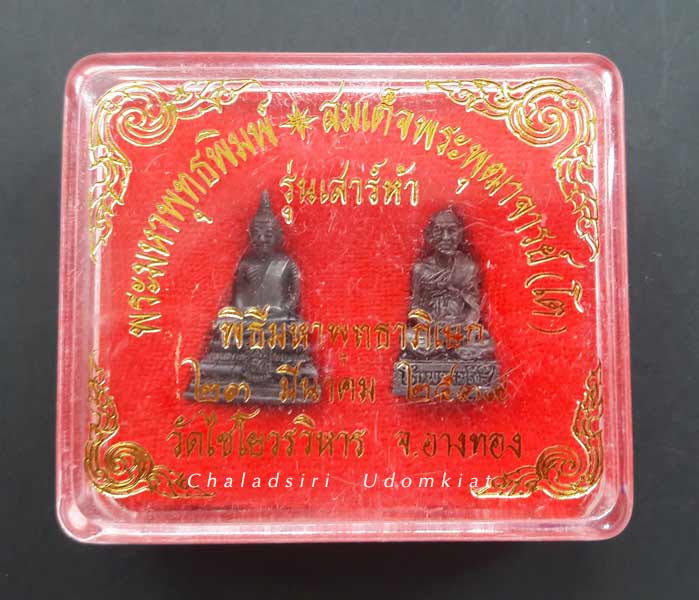 พระมหาพุทธพิมพ์ ☀ สมเด็จพระพุฒาจารย์ (โต)
รุ่นเสาร์ห้า
พิธีมหาพุทธาภิเษก
๒๓ มีนาคม
วัดไชโยวรวิหาร จ.อ่างทอง
Chaladsiri Udomkiat